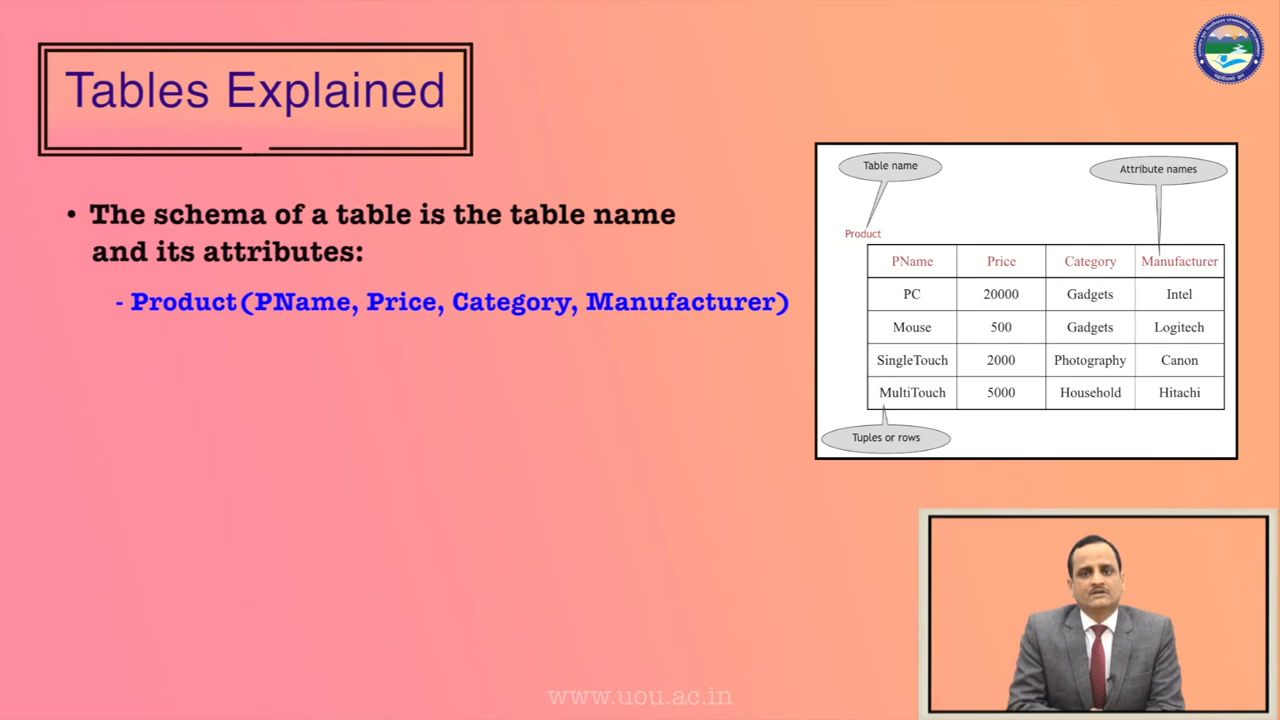 Tables Explained
• The schema of a table is the table name
and its attributes:
- Product(PName, Price, Category, Manufacturer)
Table name
Attribute names
Product
PName Price Category Manufacturer
PC 20000 Gadgets Intel
Mouse 500 Gadgets Logitech
SingleTouch 2000 Photography Canon
MultiTouch 5000 Household Hitachi
Tuples or rows
www.uou.ac.in